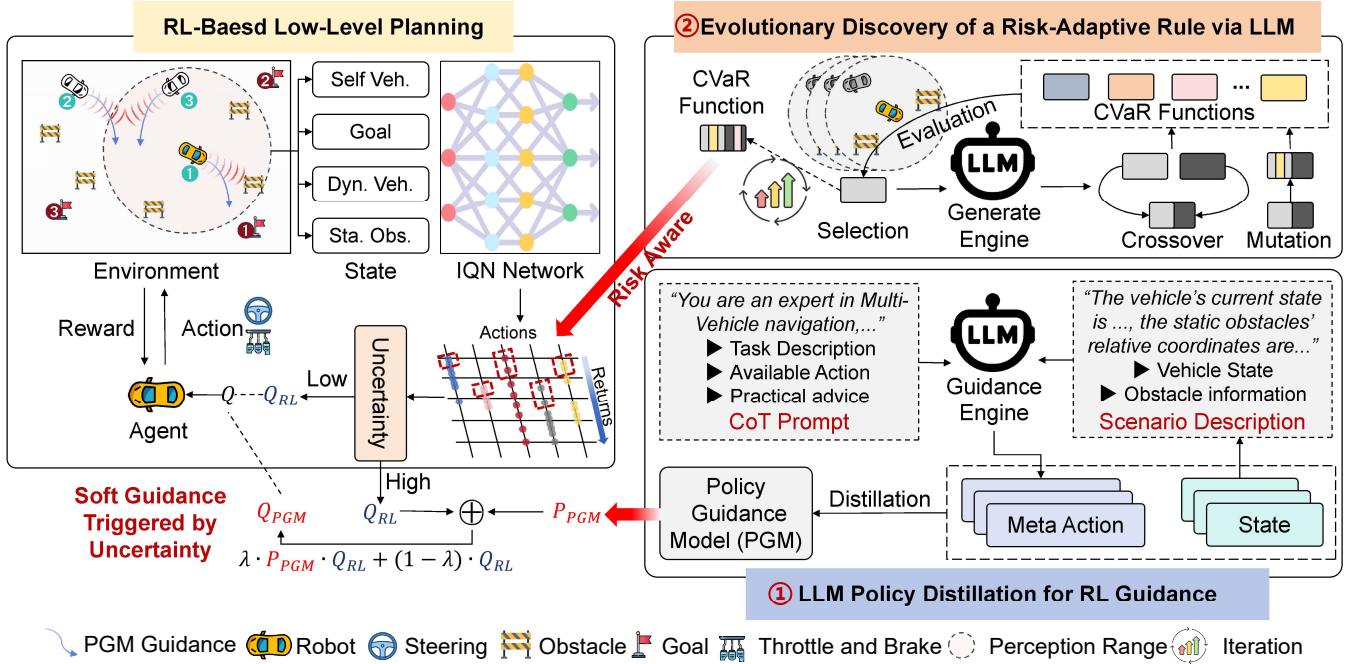 RL-Baesd Low-Level Planning
2
3
2
1
3
1
Environment
Self Veh.
Goal
Dyn. Veh.
Sta. Obs.
State
IQN Network
Reward
Action
Agent
Q
Q_RL
Low
Uncertainty
High
Actions
Returns
Risk Aware
Soft Guidance
Triggered by
Uncertainty
Q_PGM
Q_RL
⊕
P_PGM
λ · P_PGM · Q_RL + (1 − λ) · Q_RL
②Evolutionary Discovery of a Risk-Adaptive Rule via LLM
CVaR
Function
Evaluation
Selection
LLM
Generate
Engine
CVaR Functions
...
Crossover
Mutation
“You are an expert in Multi-
Vehicle navigation,...”
▶ Task Description
▶ Available Action
▶ Practical advice
CoT Prompt
LLM
Guidance
Engine
“The vehicle’s current state
is ..., the static obstacles’
relative coordinates are...”
▶ Vehicle State
▶ Obstacle information
Scenario Description
Policy
Guidance
Model (PGM)
Distillation
Meta Action
State
① LLM Policy Distillation for RL Guidance
PGM Guidance
Robot
Steering
Obstacle
Goal
Throttle and Brake
Perception Range
Iteration